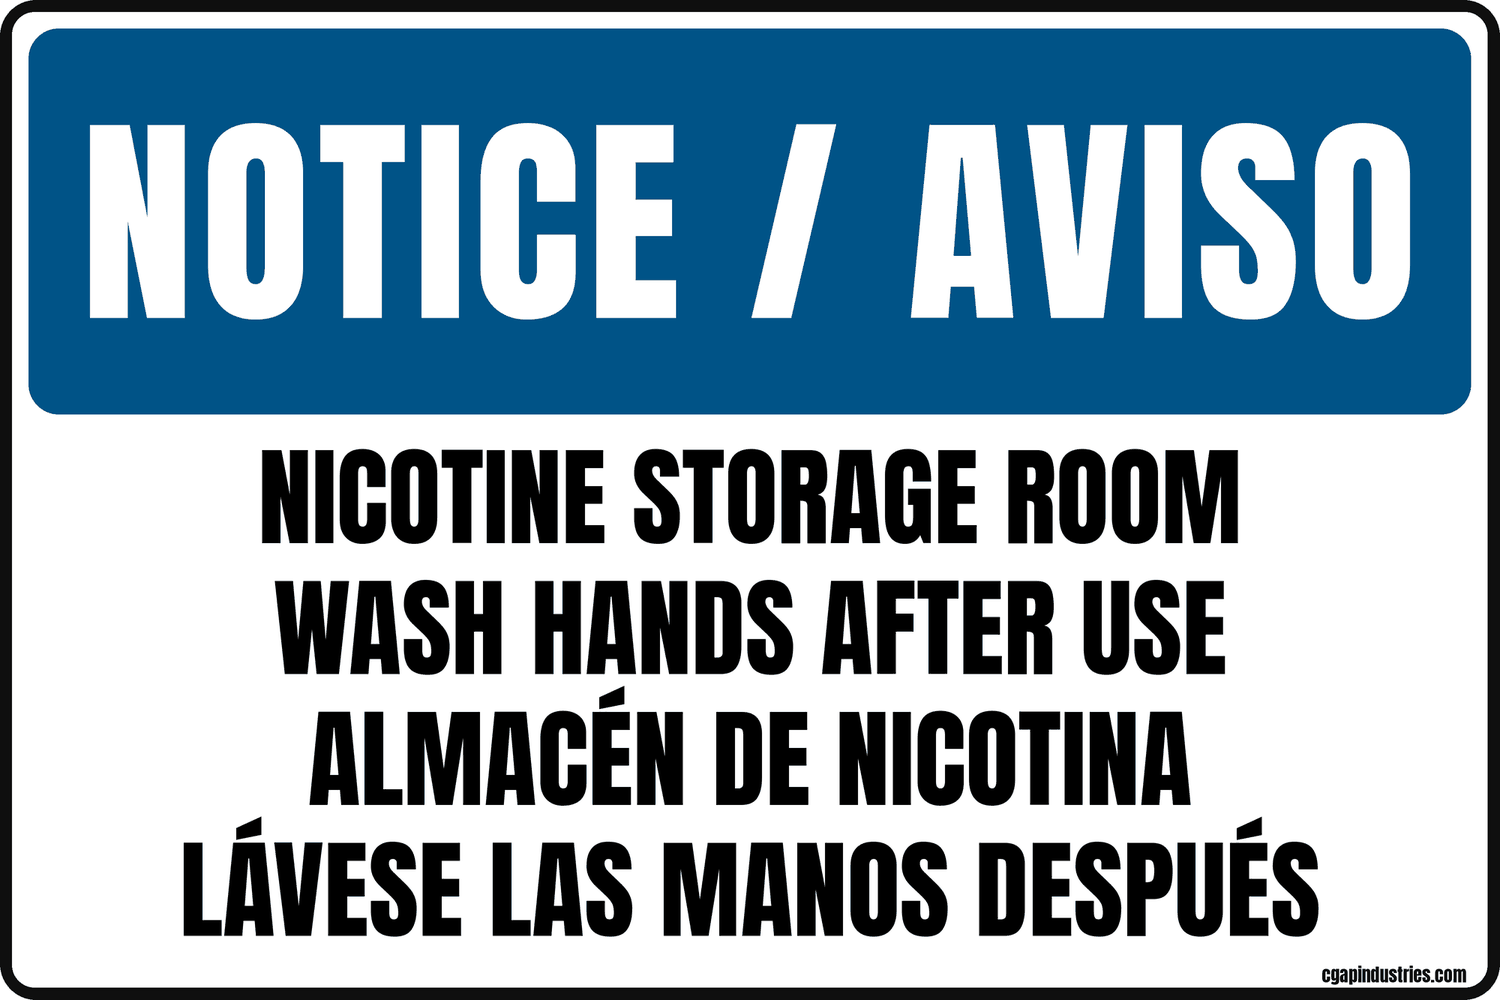 NOTICE / AVISO
NICOTINE STORAGE ROOM
WASH HANDS AFTER USE
ALMACÉN DE NICOTINA
LÁVESE LAS MANOS DESPUÉS
cgapindustries.com